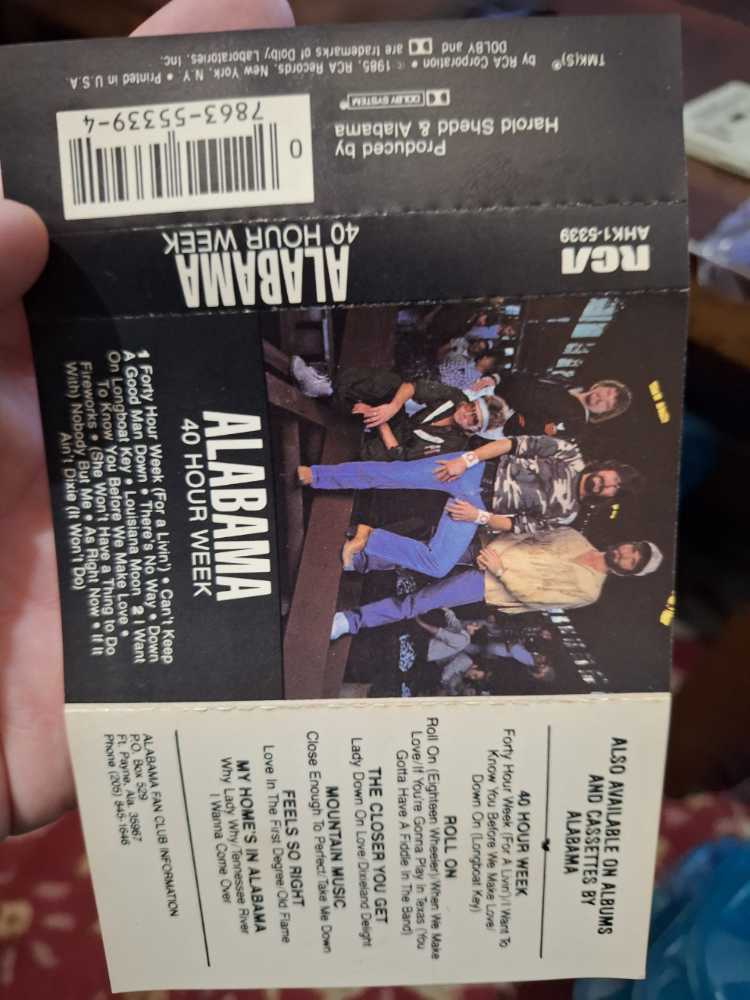 TMK(S)® by RCA Corporation • © 1985, RCA Records, New York, N.Y. • Printed in U.S.A.
DOLBY and are trademarks of Dolby Laboratories, Inc.
DOLBY SYSTEM®
Produced by
Harold Shedd & Alabama
0
7863-55339-4
RCA
AHK1-5339
ALABAMA
40 HOUR WEEK
ALABAMA
40 HOUR WEEK
1 Forty Hour Week (For a Livin') • Can't Keep
A Good Man Down • There's No Way • Down
On Longboat Key • Louisiana Moon 2 I Want
To Know You Before We Make Love •
Fireworks • (She Won't Have a Thing to Do
With) Nobody But Me • As Right Now • If It
Ain't Dixie (It Won't Do)
ALSO AVAILABLE ON ALBUMS
AND CASSETTES BY
ALABAMA
40 HOUR WEEK
Forty Hour Week (For A Livin')/I Want To
Know You Before We Make Love/
Down On (Longboat Key)
ROLL ON
Roll On (Eighteen Wheeler)/When We Make
Love/If You're Gonna Play In Texas (You
Gotta Have A Fiddle In The Band)
THE CLOSER YOU GET
Lady Down On Love/Dixieland Delight
MOUNTAIN MUSIC
Close Enough To Perfect/Take Me Down
FEELS SO RIGHT
Love In The First Degree/Old Flame
MY HOME'S IN ALABAMA
Why Lady Why/Tennessee River
I Wanna Come Over
ALABAMA FAN CLUB INFORMATION
P.O. Box 529
Ft. Payne, Ala. 35967
Phone (205) 845-1646